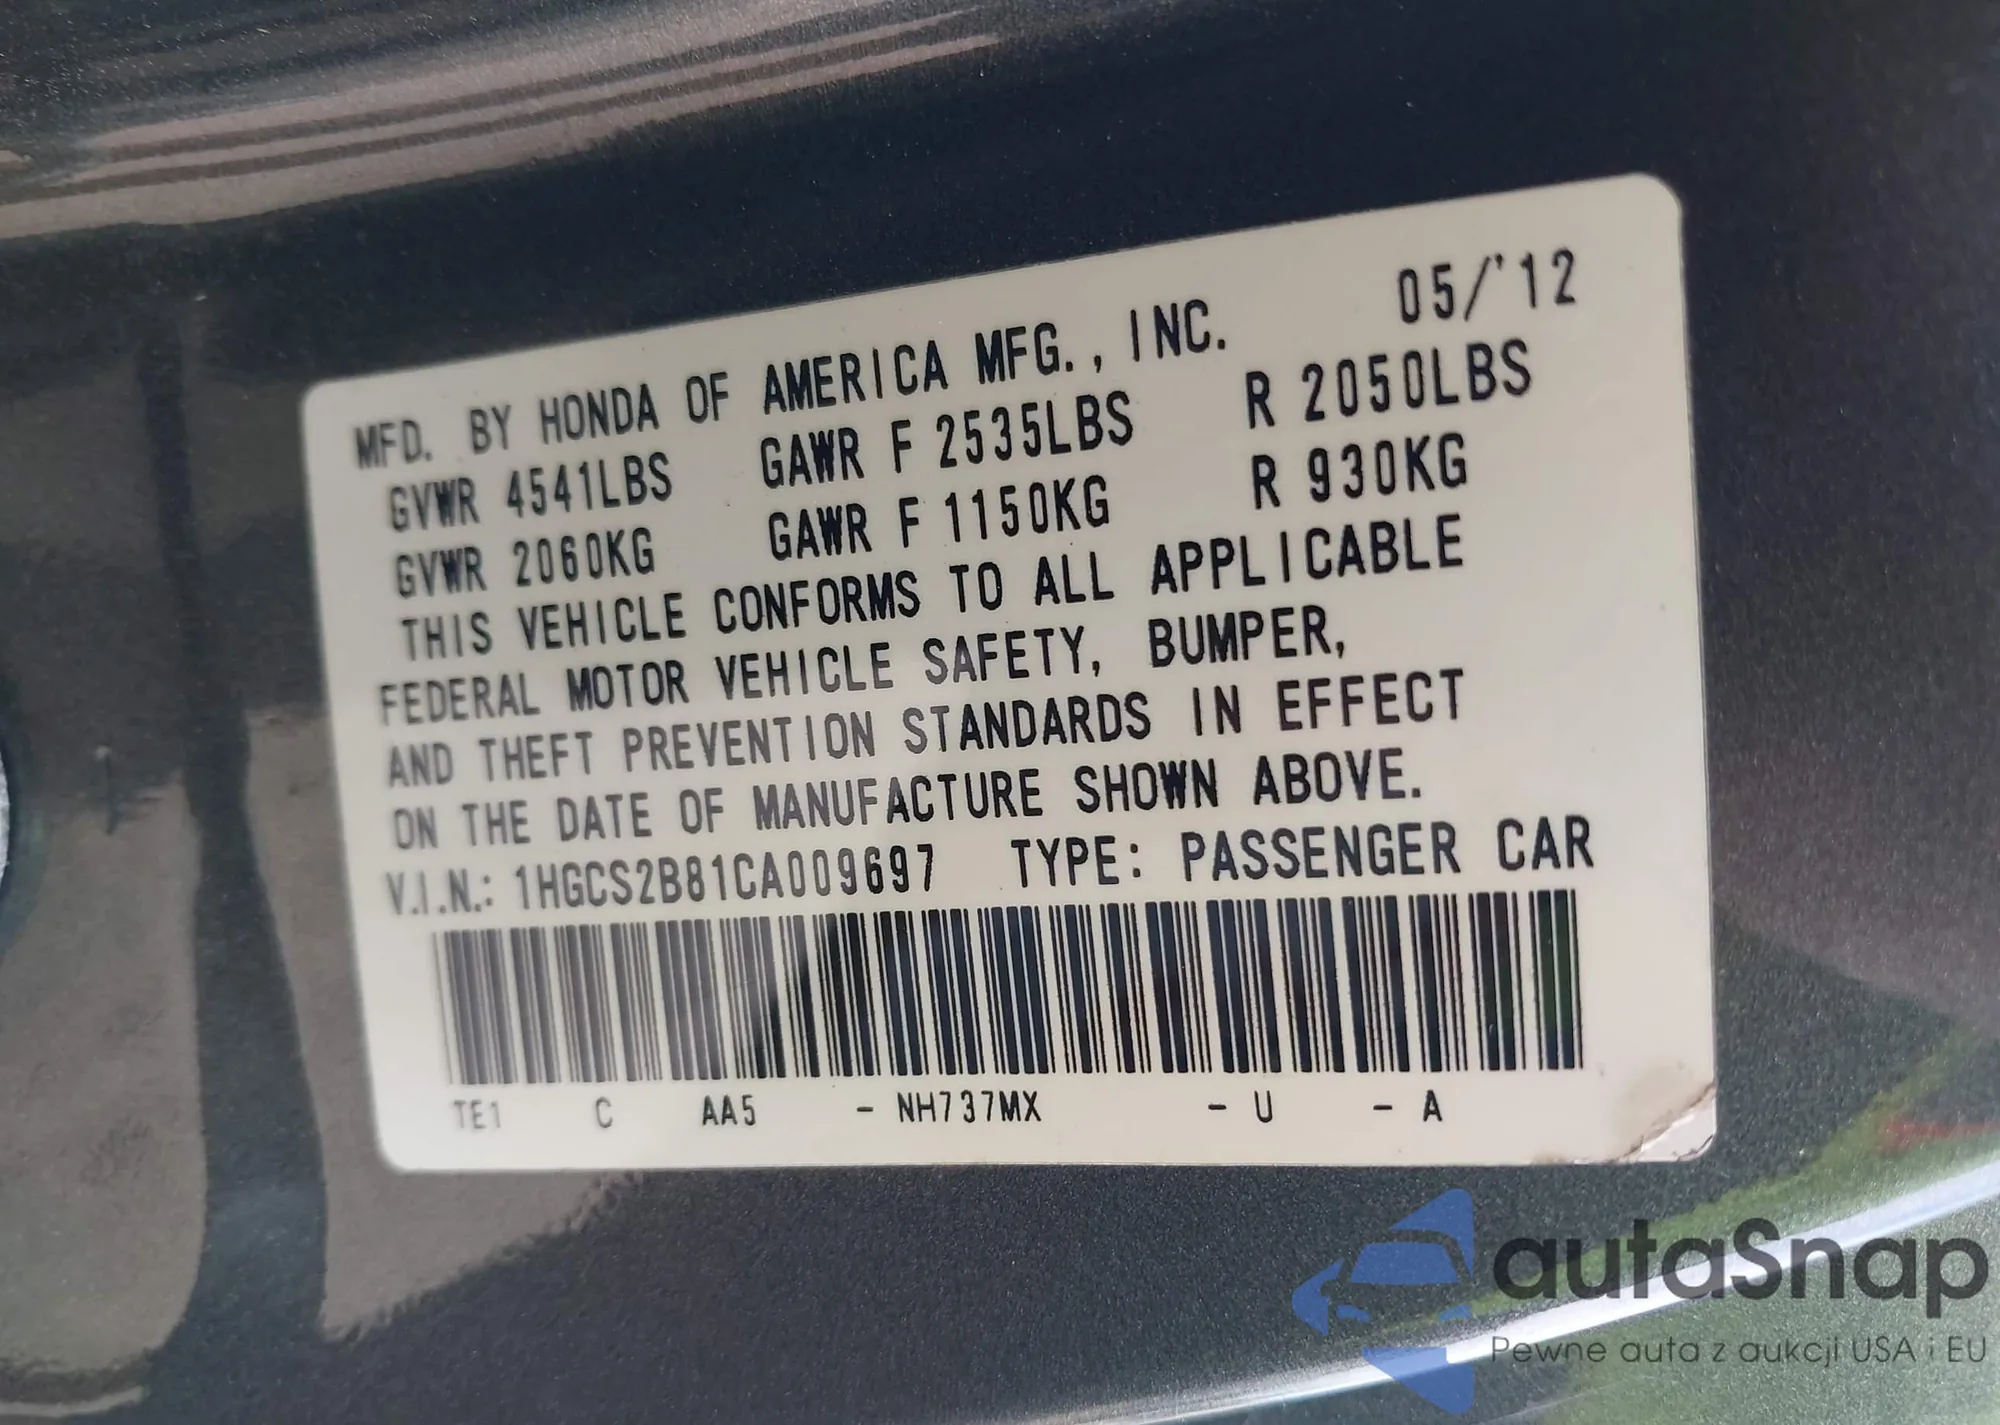 05/'12
MFD. BY HONDA OF AMERICA MFG., INC.
GVWR 4541LBS GAWR F 2535LBS R 2050LBS
GVWR 2060KG GAWR F 1150KG R 930KG
THIS VEHICLE CONFORMS TO ALL APPLICABLE
FEDERAL MOTOR VEHICLE SAFETY, BUMPER,
AND THEFT PREVENTION STANDARDS IN EFFECT
ON THE DATE OF MANUFACTURE SHOWN ABOVE.
V.I.N.: 1HGCS2B81CA009697 TYPE: PASSENGER CAR
TE1 C AA5 - NH737MX - U - A
autaSnap
Pewne auta z aukcji USA i EU